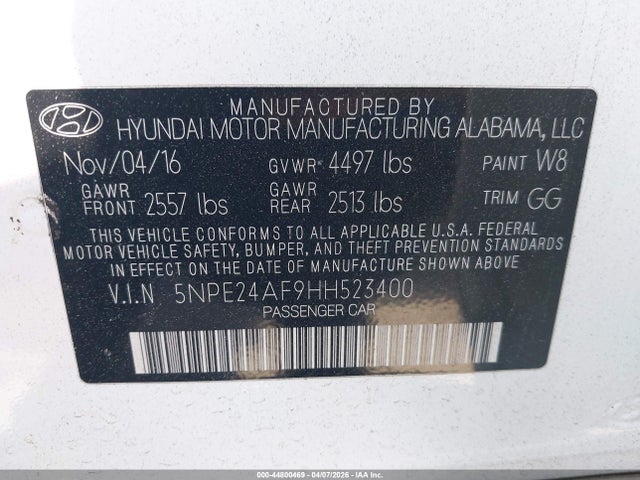 MANUFACTURED BY
HYUNDAI MOTOR MANUFACTURING ALABAMA, LLC
Nov/04/16 GVWR 4497 lbs PAINT W8
GAWR FRONT 2557 lbs GAWR REAR 2513 lbs TRIM GG
THIS VEHICLE CONFORMS TO ALL APPLICABLE U.S.A. FEDERAL
MOTOR VEHICLE SAFETY, BUMPER, AND THEFT PREVENTION STANDARDS
IN EFFECT ON THE DATE OF MANUFACTURE SHOWN ABOVE.
V.I.N 5NPE24AF9HH523400
PASSENGER CAR
000-44800469 - 04/07/2026 - COPYRIGHT IAA, LLC.